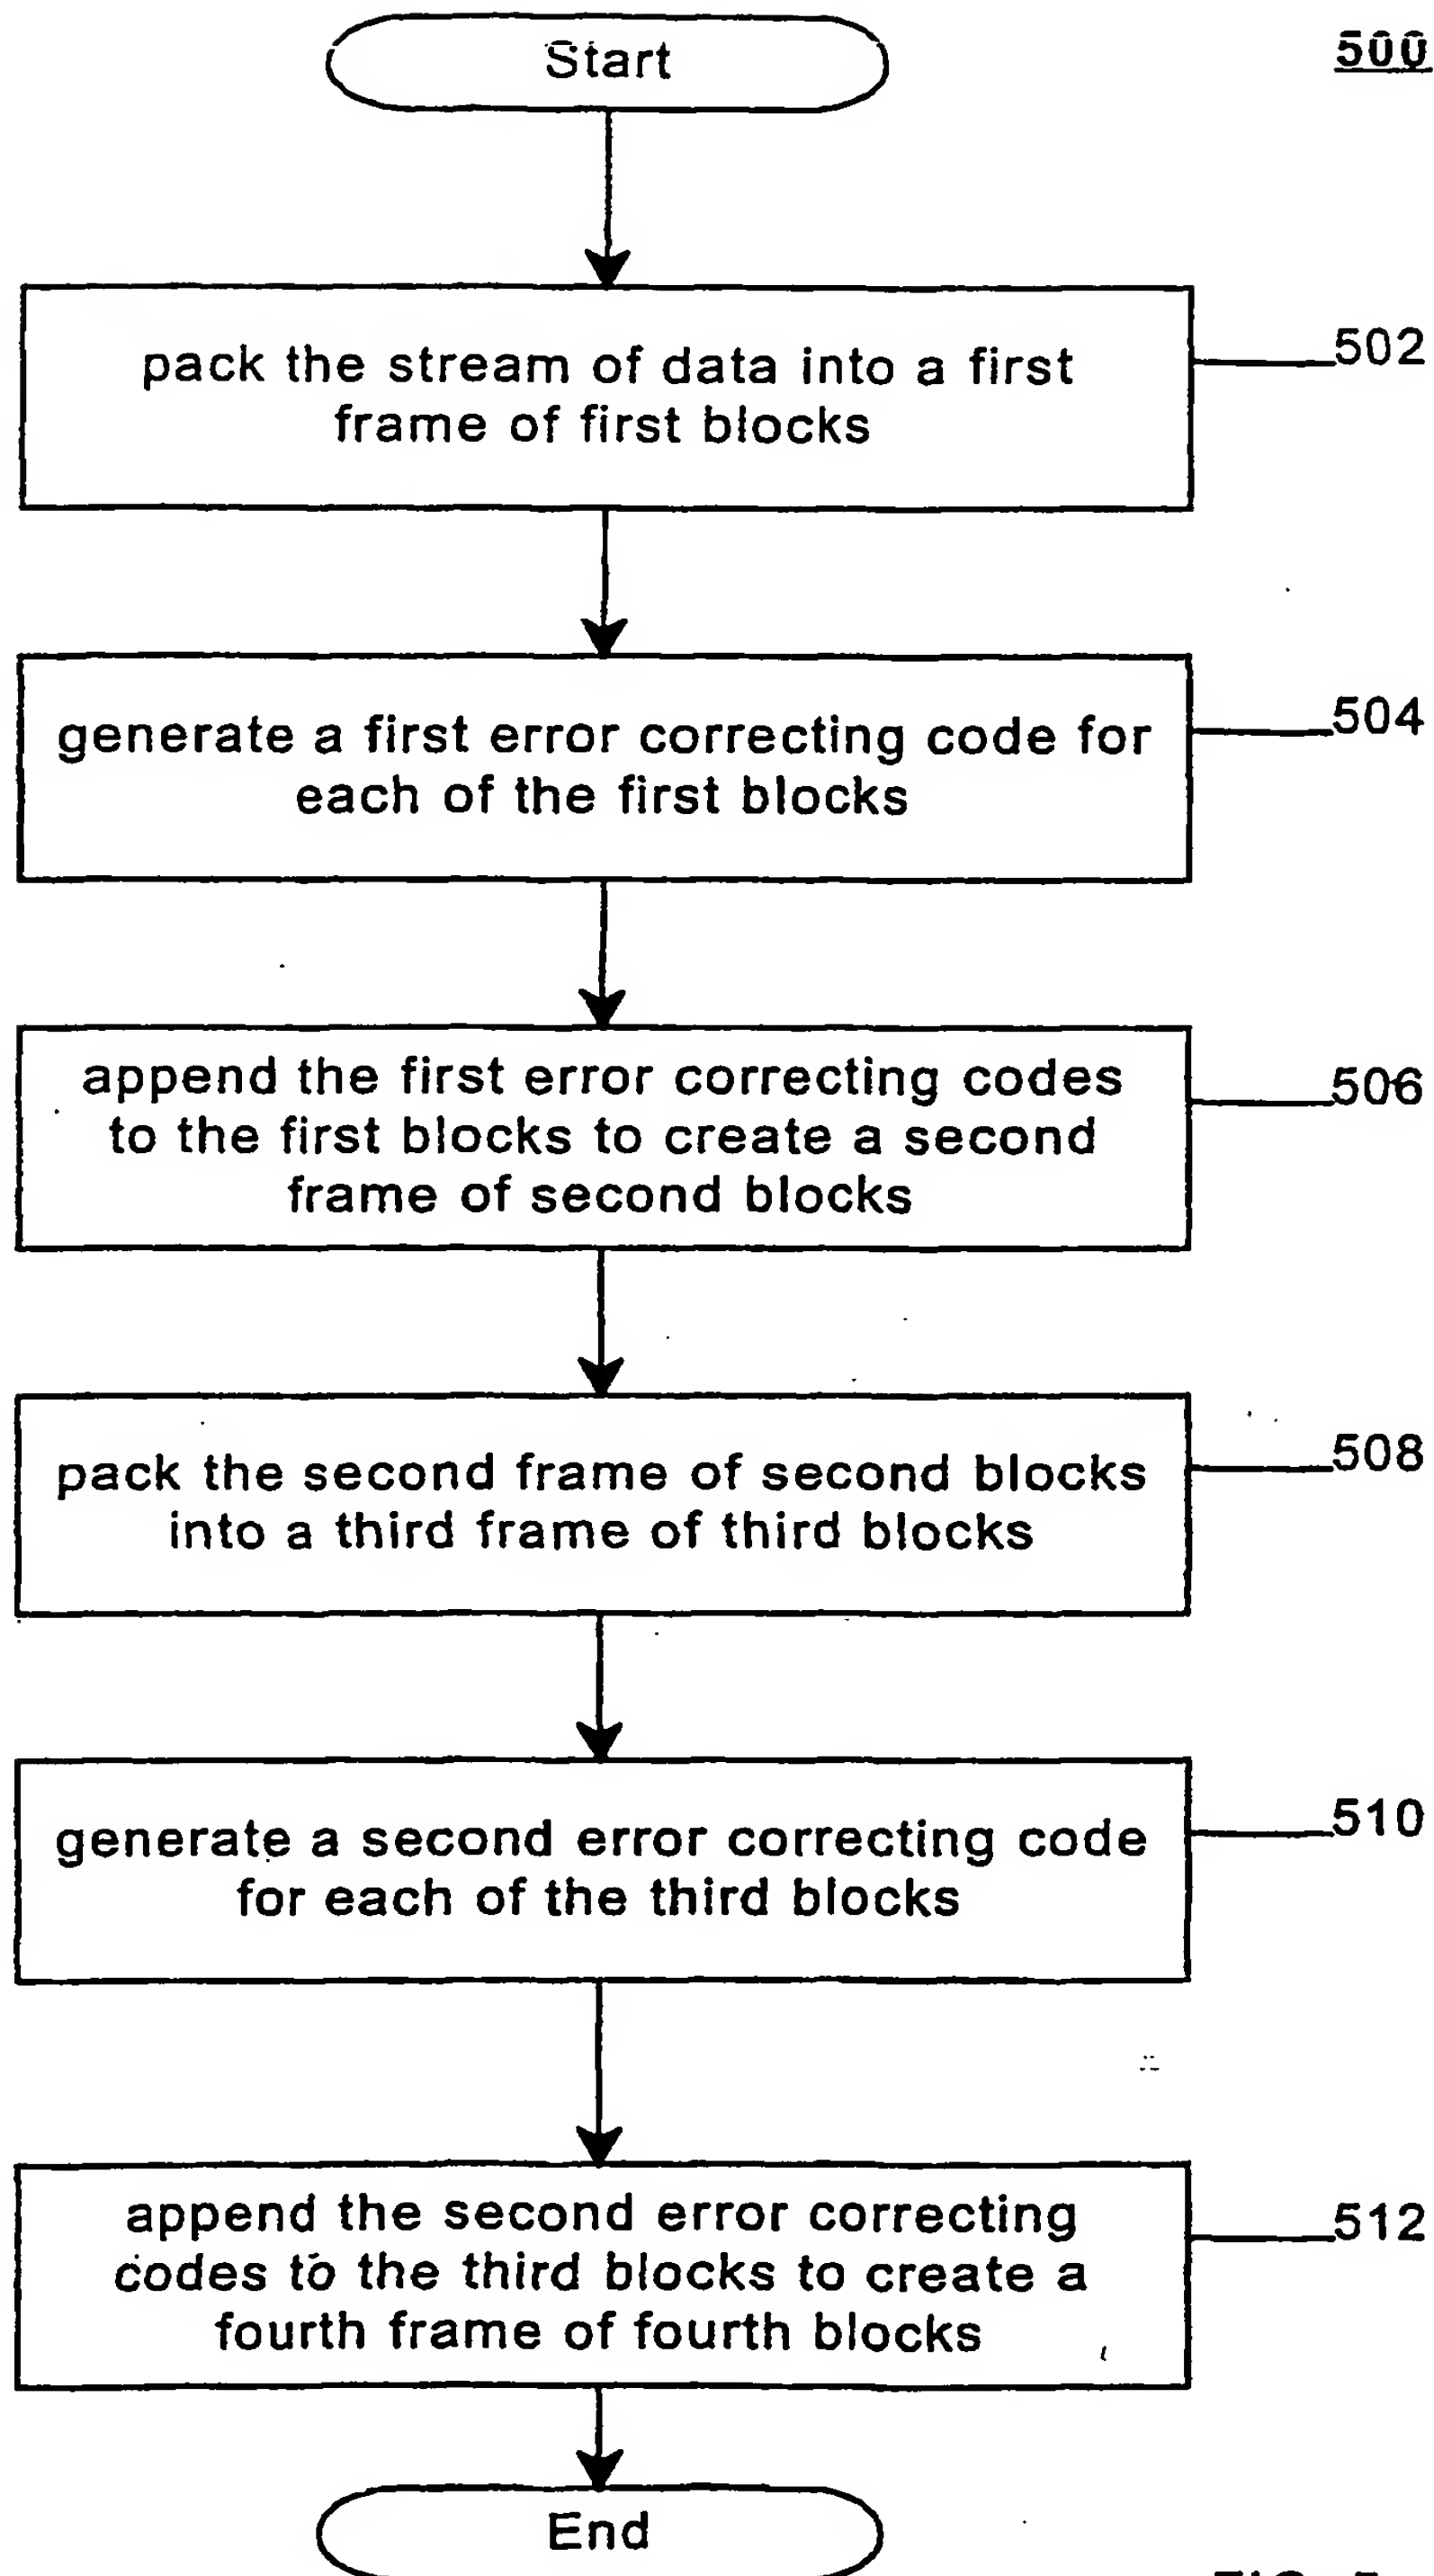 Start
500
pack the stream of data into a first
frame of first blocks
502
generate a first error correcting code for
each of the first blocks
504
append the first error correcting codes
to the first blocks to create a second
frame of second blocks
506
pack the second frame of second blocks
into a third frame of third blocks
508
generate a second error correcting code
for each of the third blocks
510
append the second error correcting
codes to the third blocks to create a
fourth frame of fourth blocks
512
End